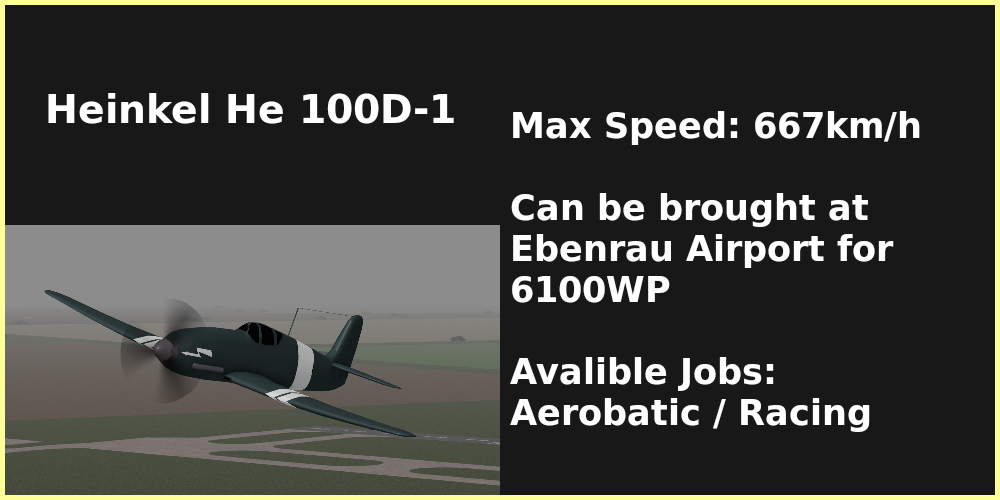 Heinkel He 100D-1
Max Speed: 667km/h
Can be brought at
Ebenrau Airport for
6100WP
Avalible Jobs:
Aerobatic / Racing